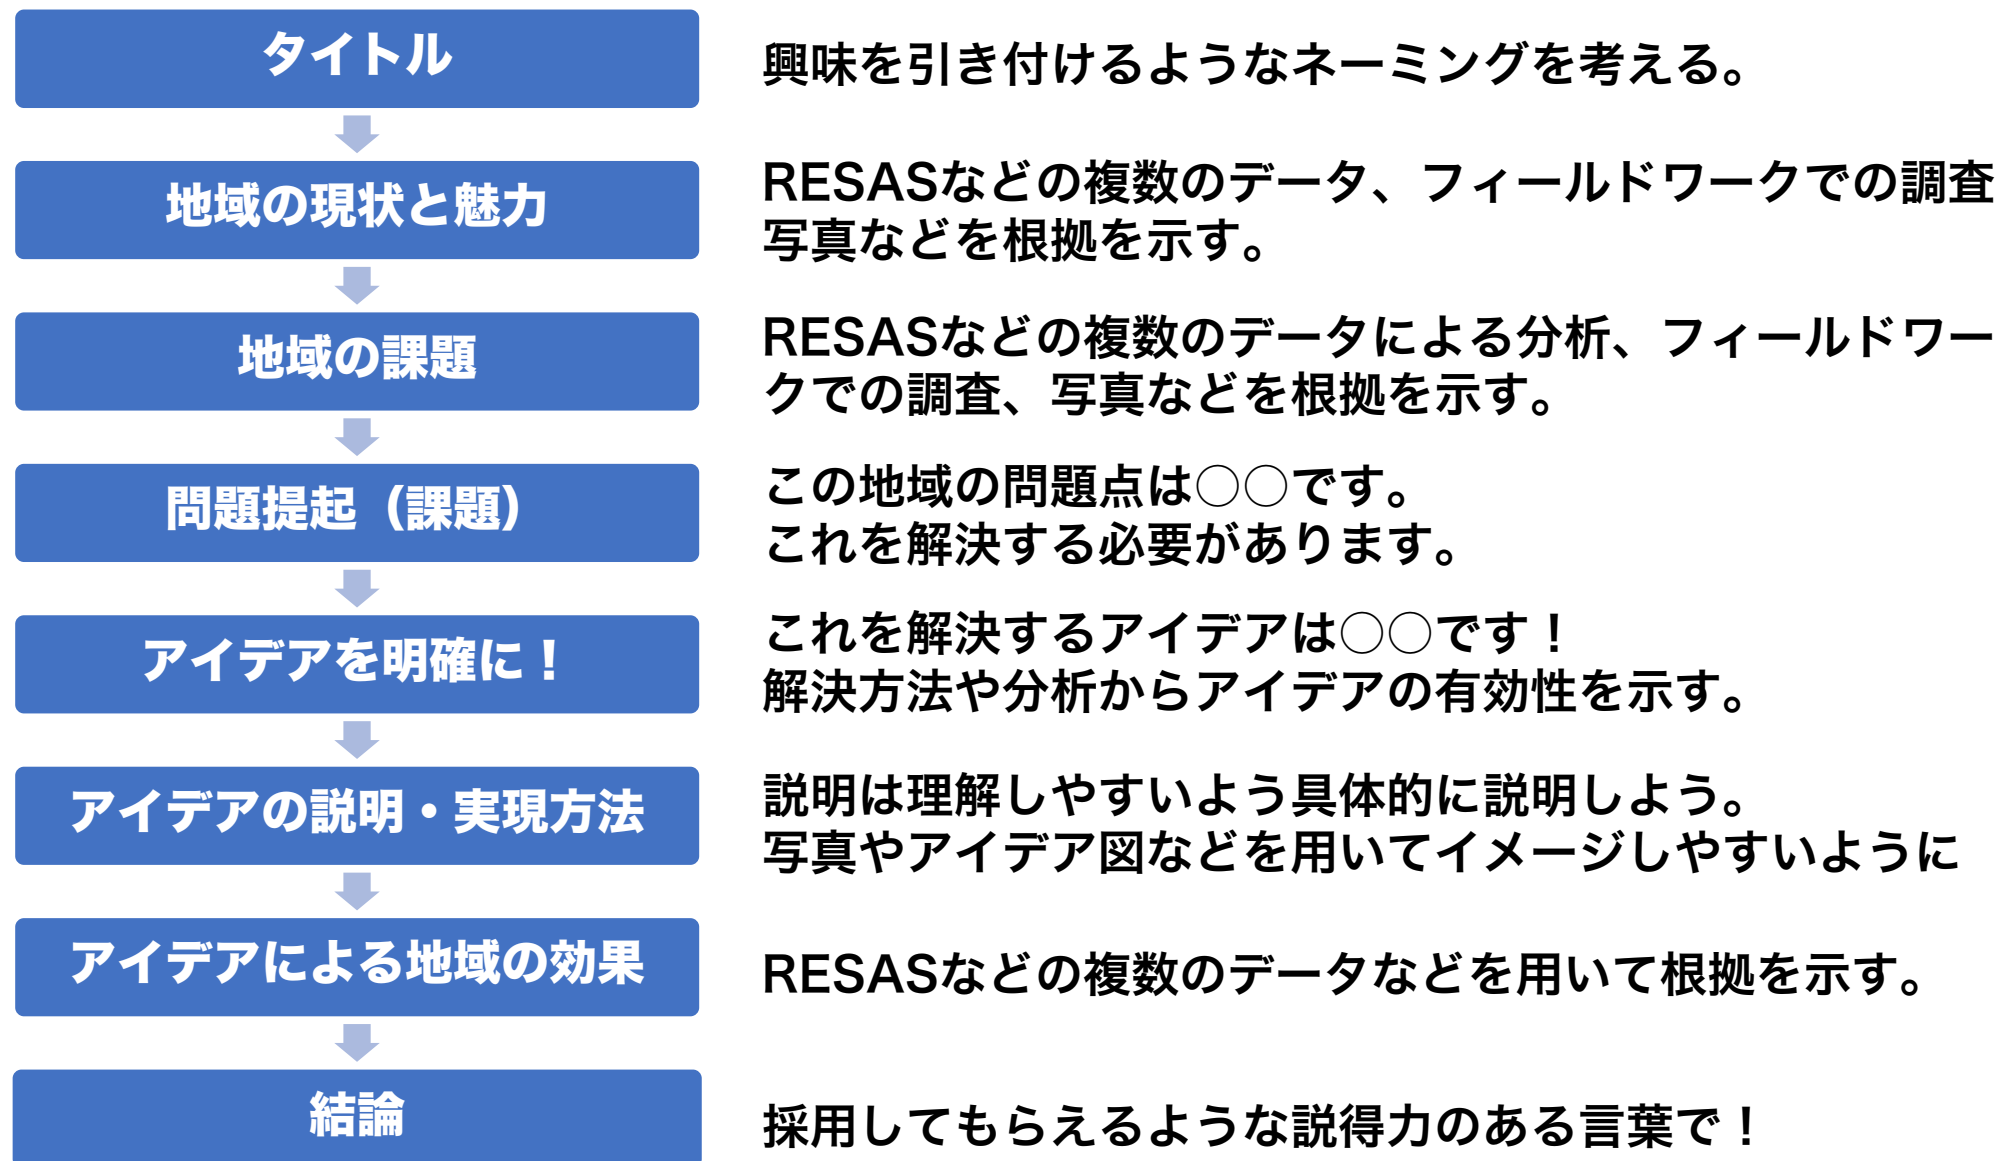 タイトル
興味を引き付けるようなネーミングを考える。
地域の現状と魅力
RESASなどの複数のデータ、フィールドワークでの調査
写真などを根拠を示す。
地域の課題
RESASなどの複数のデータによる分析、フィールドワー
クでの調査、写真などを根拠を示す。
問題提起（課題）
この地域の問題点は○○です。
これを解決する必要があります。
アイデアを明確に！
これを解決するアイデアは○○です！
解決方法や分析からアイデアの有効性を示す。
アイデアの説明・実現方法
説明は理解しやすいよう具体的に説明しよう。
写真やアイデア図などを用いてイメージしやすいように
アイデアによる地域の効果
RESASなどの複数のデータなどを用いて根拠を示す。
結論
採用してもらえるような説得力のある言葉で！